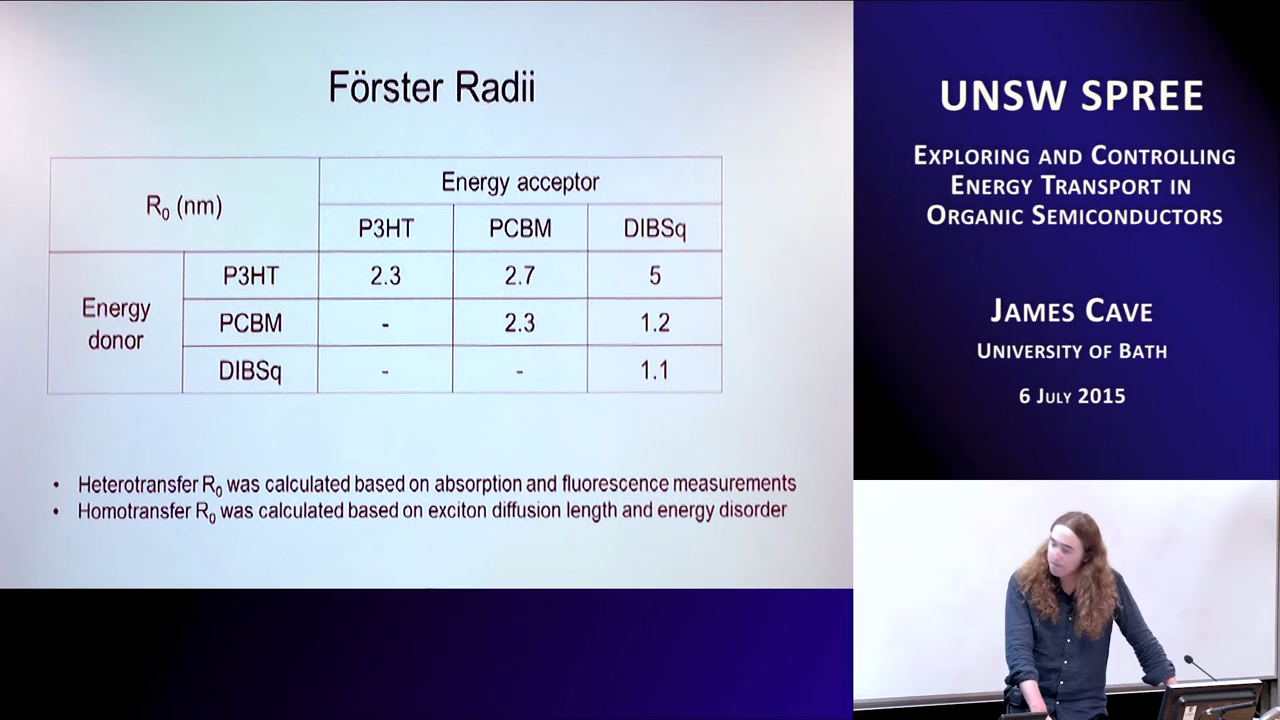 Förster Radii
R0 (nm)
Energy acceptor
P3HT PCBM DIBSq
Energy
donor
P3HT 2.3 2.7 5
PCBM - 2.3 1.2
DIBSq - - 1.1
• Heterotransfer R0 was calculated based on absorption and fluorescence measurements
• Homotransfer R0 was calculated based on exciton diffusion length and energy disorder
UNSW SPREE
EXPLORING AND CONTROLLING
ENERGY TRANSPORT IN
ORGANIC SEMICONDUCTORS
JAMES CAVE
UNIVERSITY OF BATH
6 JULY 2015